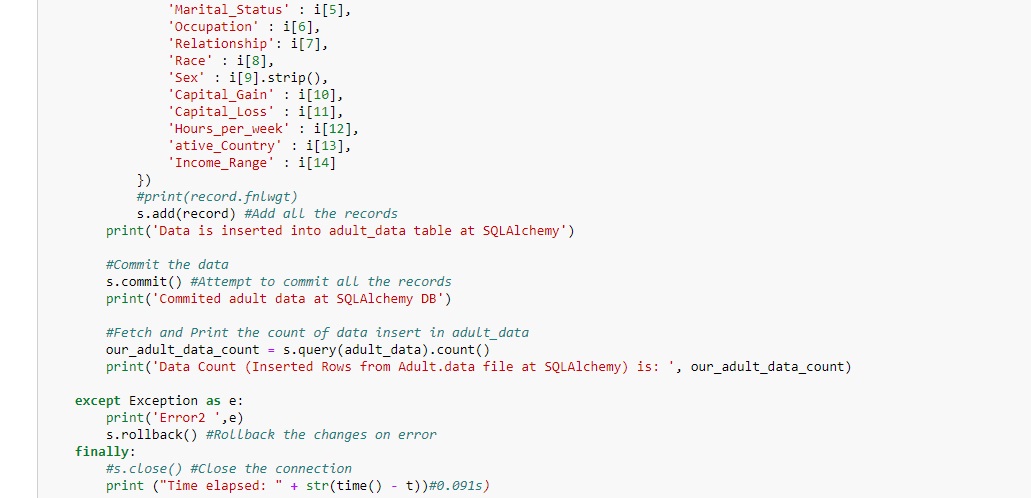 'Marital_Status' : i[5],
'Occupation' : i[6],
'Relationship': i[7],
'Race' : i[8],
'Sex' : i[9].strip(),
'Capital_Gain' : i[10],
'Capital_Loss' : i[11],
'Hours_per_week' : i[12],
'ative_Country' : i[13],
'Income_Range' : i[14]
})
#print(record.fnlwgt)
s.add(record) #Add all the records
print('Data is inserted into adult_data table at SQLAlchemy')
#Commit the data
s.commit() #Attempt to commit all the records
print('Commited adult data at SQLAlchemy DB')
#Fetch and Print the count of data insert in adult_data
our_adult_data_count = s.query(adult_data).count()
print('Data Count (Inserted Rows from Adult.data file at SQLAlchemy) is: ', our_adult_data_count)
except Exception as e:
print('Error2 ',e)
s.rollback() #Rollback the changes on error
finally:
#s.close() #Close the connection
print ("Time elapsed: " + str(time() - t))#0.091s)